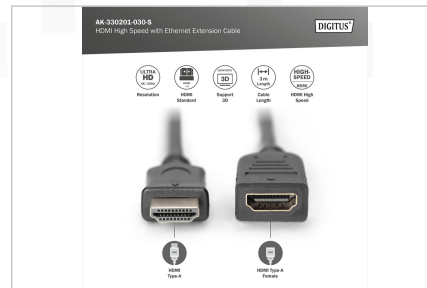 AK-330201-030-S
HDMI High Speed with Ethernet Extension Cable
DIGITUS®
ULTRA
HD
Resolution
HDMI
Standard
3D
Support
3D
3 m
Length
Cable
Length
HIGH-
SPEED
HDMI
HDMI High
Speed
HDMI
Type-A
HDMI Type-A
Female